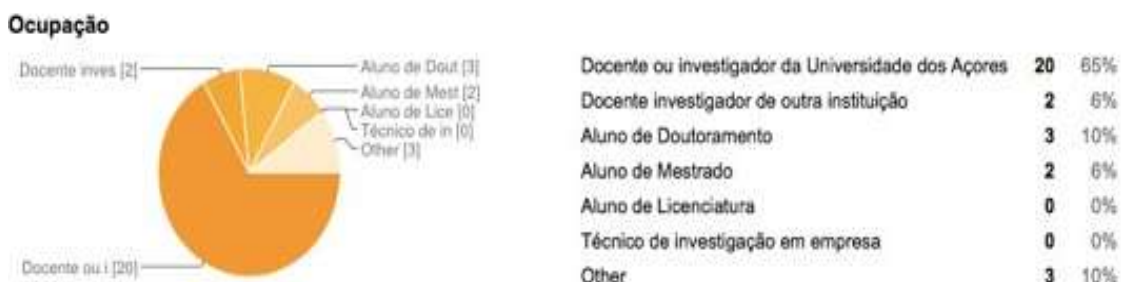 Ocupação
Docente inves [2]
Aluno de Dout [3]
Aluno de Mest [2]
Aluno de Lice [0]
Técnico de in [0]
Other [3]
Docente ou i [20]
Docente ou investigador da Universidade dos Açores 20 65%
Docente investigador de outra instituição 2 6%
Aluno de Doutoramento 3 10%
Aluno de Mestrado 2 6%
Aluno de Licenciatura 0 0%
Técnico de investigação em empresa 0 0%
Other 3 10%